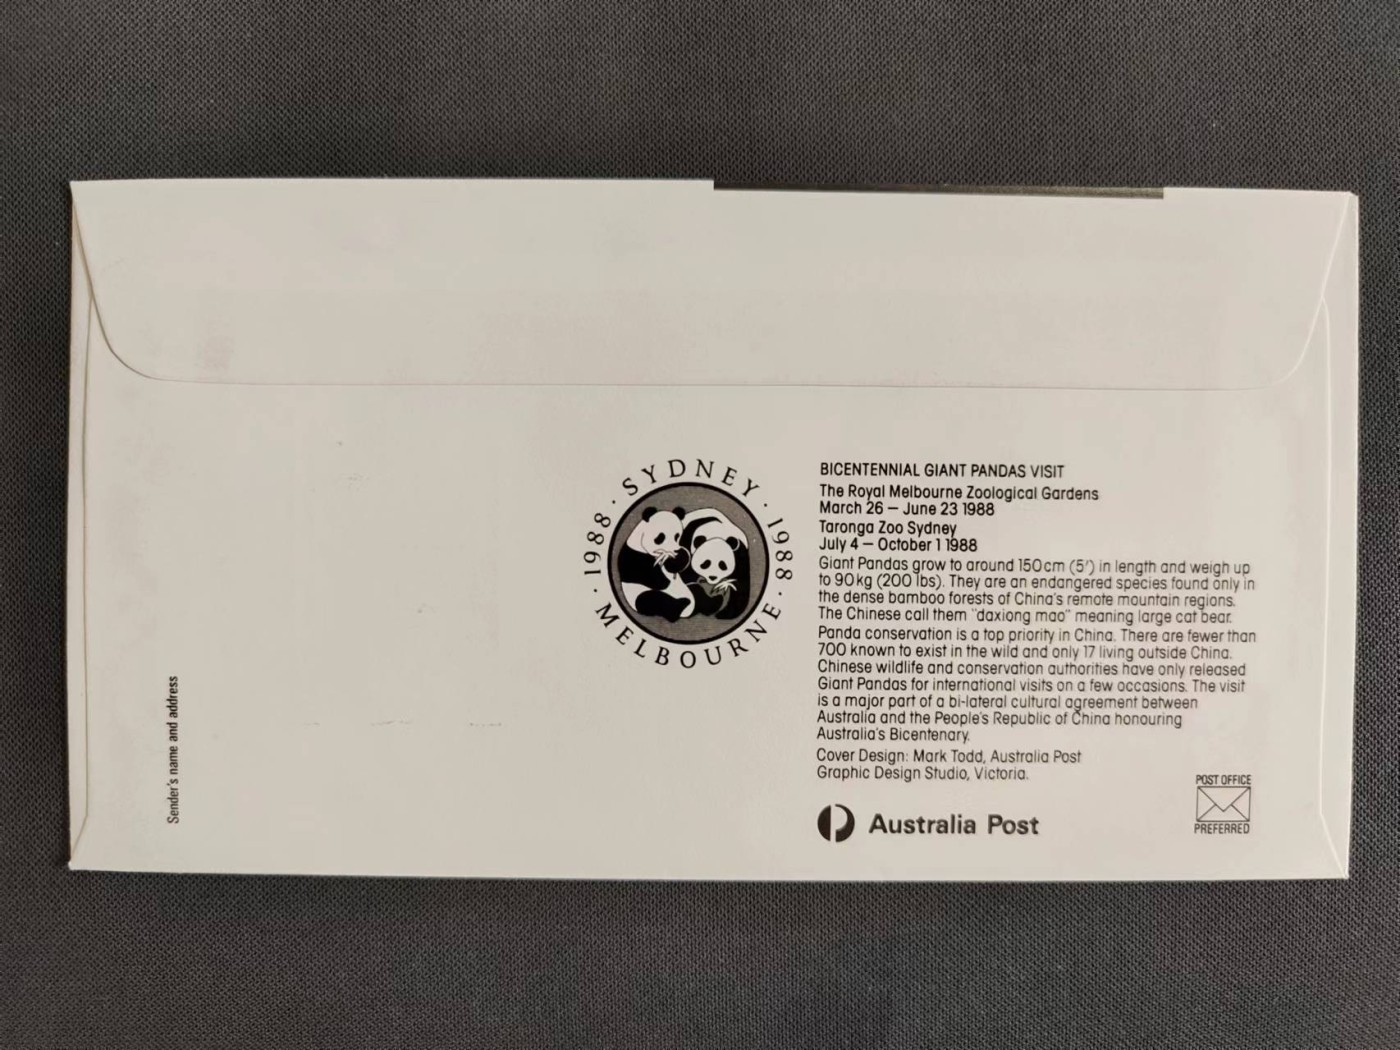 · SYDNEY · 1988 · MELBOURNE · 1988
BICENTENNIAL GIANT PANDAS VISIT
The Royal Melbourne Zoological Gardens
March 26 – June 23 1988
Taronga Zoo Sydney
July 4 – October 1 1988
Giant Pandas grow to around 150cm (5') in length and weigh up
to 90kg (200 lbs). They are an endangered species found only in
the dense bamboo forests of China's remote mountain regions.
The Chinese call them "daxiong mao" meaning large cat bear.
Panda conservation is a top priority in China. There are fewer than
700 known to exist in the wild and only 17 living outside China.
Chinese wildlife and conservation authorities have only released
Giant Pandas for international visits on a few occasions. The visit
is a major part of a bi-lateral cultural agreement between
Australia and the People's Republic of China honouring
Australia's Bicentenary.
Cover Design: Mark Todd, Australia Post
Graphic Design Studio, Victoria.
Australia Post
POST OFFICE
PREFERRED
Sender's name and address